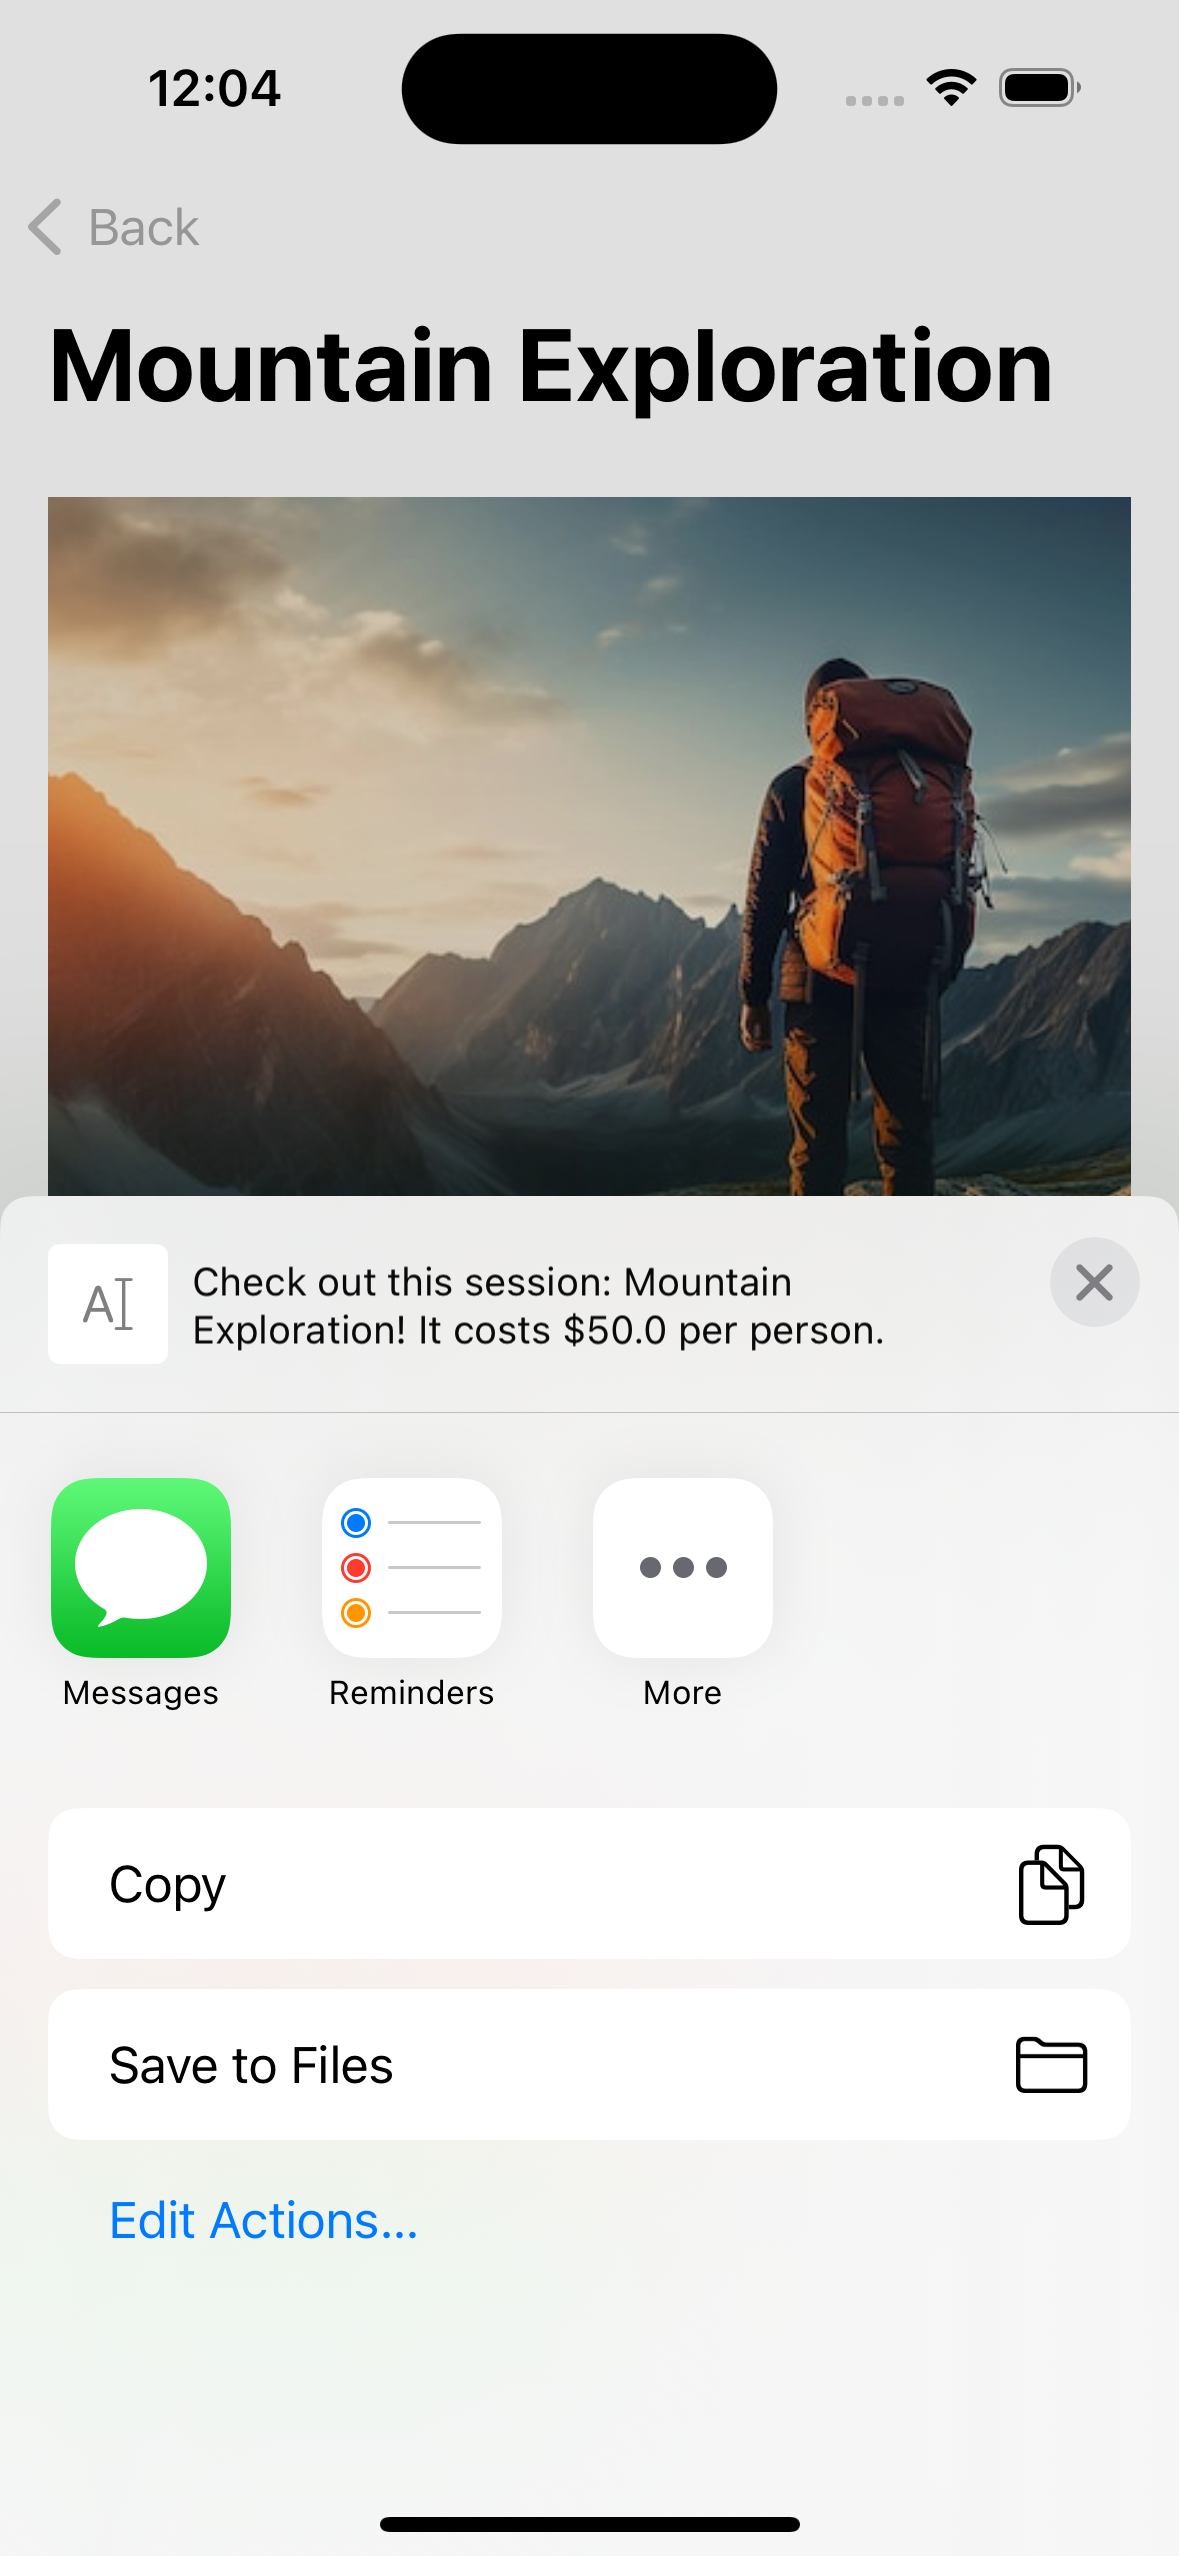 12:04
Back
Mountain Exploration
A
Check out this session: Mountain
Exploration! It costs $50.0 per person.
Messages
Reminders
More
Copy
Save to Files
Edit Actions...